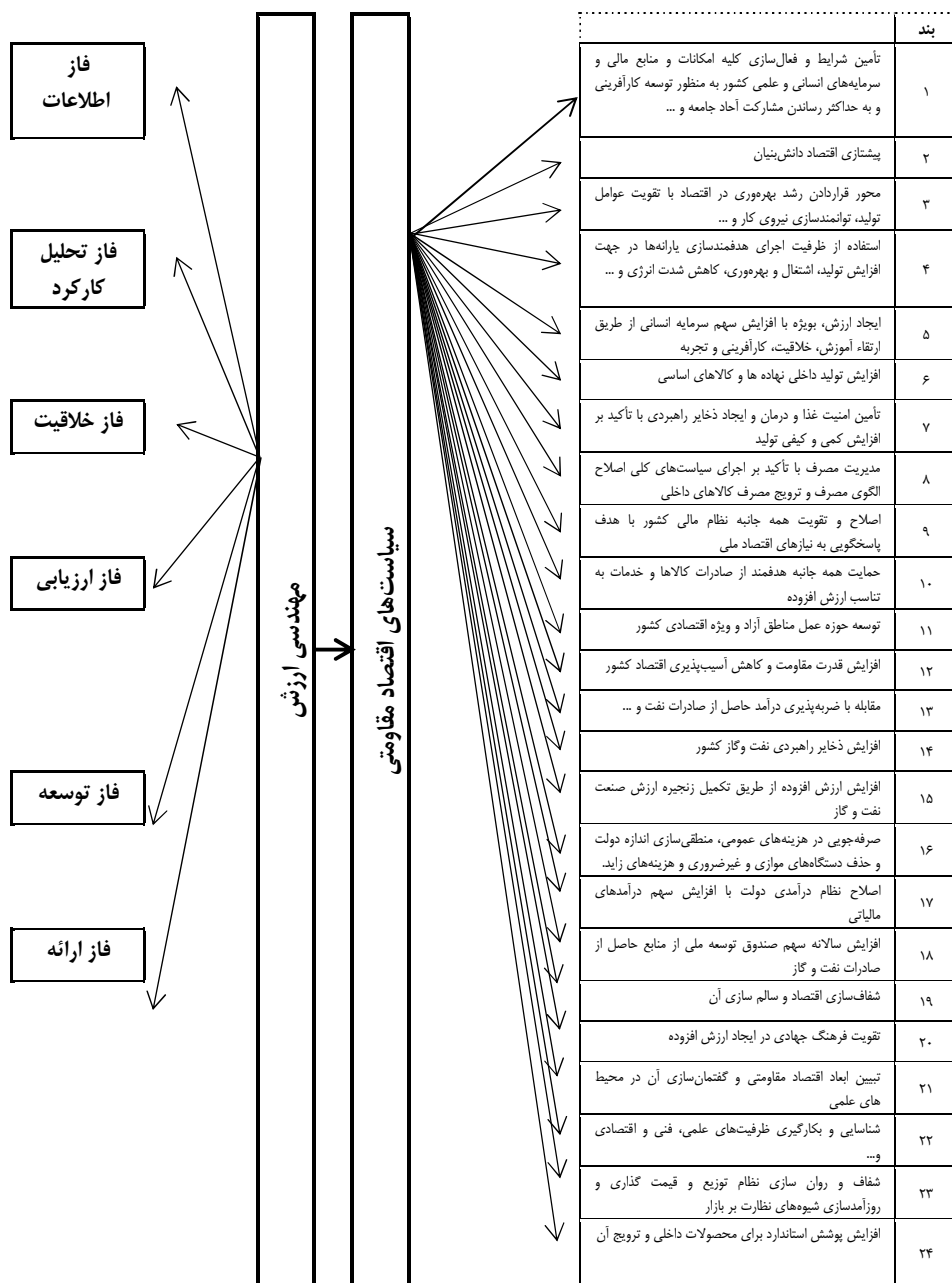 بند
۱
تأمین شرایط و فعال‌سازی کلیه امکانات و منابع مالی و
سرمایه‌های انسانی و علمی کشور به منظور توسعه کارآفرینی
و به حداکثر رساندن مشارکت آحاد جامعه و ...
۲
پیشتازی اقتصاد دانش‌بنیان
۳
محور قراردادن رشد بهره‌وری در اقتصاد با تقویت عوامل
تولید، توانمندسازی نیروی کار و ...
۴
استفاده از ظرفیت اجرای هدفمندسازی یارانه‌ها در جهت
افزایش تولید، اشتغال و بهره‌وری، کاهش شدت انرژی و ...
۵
ایجاد ارزش، بویژه با افزایش سهم سرمایه انسانی از طریق
ارتقاء آموزش، خلاقیت، کارآفرینی و تجربه
۶
افزایش تولید داخلی نهاده ها و کالاهای اساسی
۷
تأمین امنیت غذا و درمان و ایجاد ذخایر راهبردی با تأکید بر
افزایش کمی و کیفی تولید
۸
مدیریت مصرف با تأکید بر اجرای سیاست‌های کلی اصلاح
الگوی مصرف و ترویج مصرف کالاهای داخلی
۹
اصلاح و تقویت همه جانبه نظام مالی کشور با هدف
پاسخگویی به نیازهای اقتصاد ملی
۱۰
حمایت همه جانبه هدفمند از صادرات کالاها و خدمات به
تناسب ارزش افزوده
۱۱
توسعه حوزه عمل مناطق آزاد و ویژه اقتصادی کشور
۱۲
افزایش قدرت مقاومت و کاهش آسیب‌پذیری اقتصاد کشور
۱۳
مقابله با ضربه‌پذیری درآمد حاصل از صادرات نفت و ...
۱۴
افزایش ذخایر راهبردی نفت وگاز کشور
۱۵
افزایش ارزش افزوده از طریق تکمیل زنجیره ارزش صنعت
نفت و گاز
۱۶
صرفه‌جویی در هزینه‌های عمومی، منطقی‌سازی اندازه دولت
و حذف دستگاه‌های موازی و غیرضروری و هزینه‌های زاید.
۱۷
اصلاح نظام درآمدی دولت با افزایش سهم درآمدهای
مالیاتی
۱۸
افزایش سالانه سهم صندوق توسعه ملی از منابع حاصل از
صادرات نفت و گاز
۱۹
شفاف‌سازی اقتصاد و سالم سازی آن
۲۰
تقویت فرهنگ جهادی در ایجاد ارزش افزوده
۲۱
تبیین ابعاد اقتصاد مقاومتی و گفتمان‌سازی آن در محیط
های علمی
۲۲
شناسایی و بکارگیری ظرفیت‌های علمی، فنی و اقتصادی
و...
۲۳
شفاف و روان سازی نظام توزیع و قیمت گذاری و
روزآمدسازی شیوه‌های نظارت بر بازار
۲۴
افزایش پوشش استاندارد برای محصولات داخلی و ترویج آن
سیاست‌های اقتصاد مقاومتی
مهندسی ارزش
فاز
اطلاعات
فاز تحلیل
کارکرد
فاز خلاقیت
فاز ارزیابی
فاز توسعه
فاز ارائه